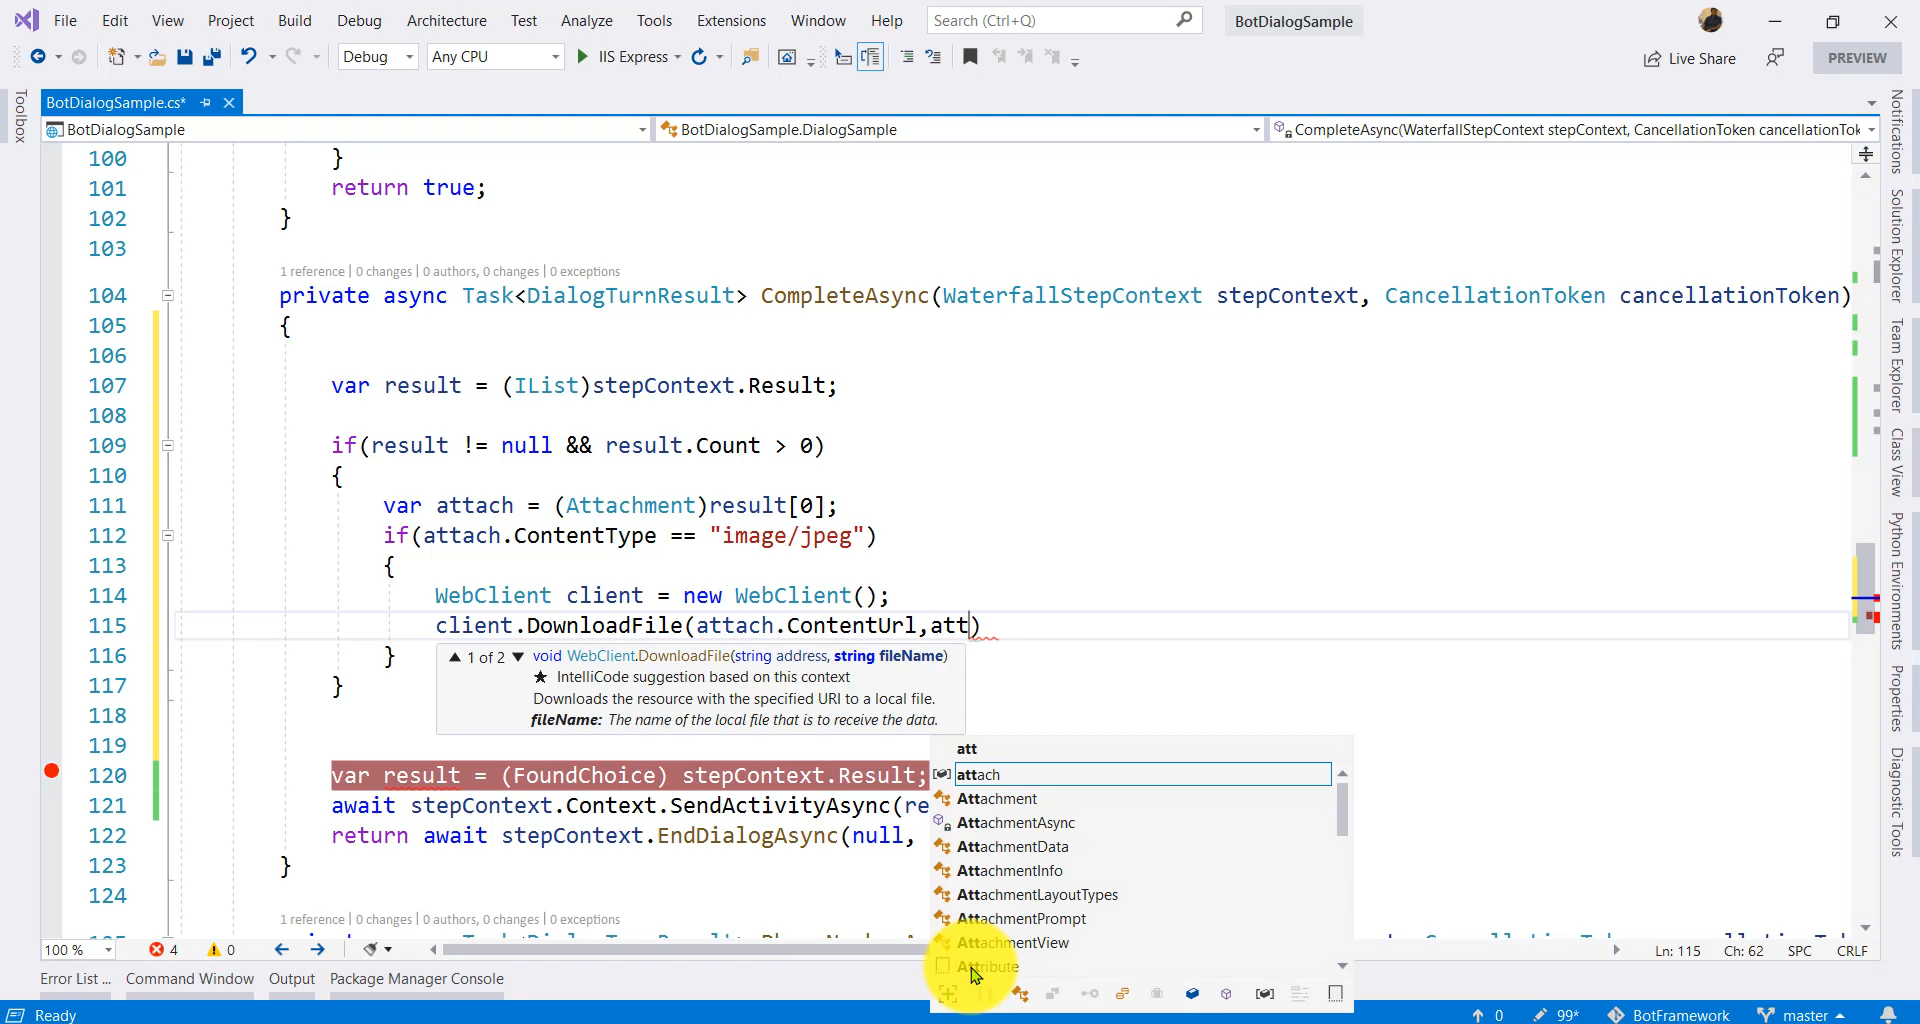 File Edit View Project Build Debug Architecture Test Analyze Tools Extensions Window Help Search (Ctrl+Q) BotDialogSample
Debug Any CPU IIS Express Live Share PREVIEW
Toolbox
BotDialogSample.cs*
BotDialogSample BotDialogSample.DialogSample CompleteAsync(WaterfallStepContext stepContext, CancellationToken cancellationTok
100 }
101 return true;
102 }
103
1 reference | 0 changes | 0 authors, 0 changes | 0 exceptions
104 private async Task<DialogTurnResult> CompleteAsync(WaterfallStepContext stepContext, CancellationToken cancellationToken)
105 {
106
107 var result = (IList)stepContext.Result;
108
109 if(result != null && result.Count > 0)
110 {
111 var attach = (Attachment)result[0];
112 if(attach.ContentType == "image/jpeg")
113 {
114 WebClient client = new WebClient();
115 client.DownloadFile(attach.ContentUrl,att)
116 }
1 of 2 void WebClient.DownloadFile(string address, string fileName)
★ IntelliCode suggestion based on this context
117 }
Downloads the resource with the specified URI to a local file.
118
fileName: The name of the local file that is to receive the data.
119
att
120 var result = (FoundChoice) stepContext.Result;
attach
Attachment
121 await stepContext.Context.SendActivityAsync(re
AttachmentAsync
122 return await stepContext.EndDialogAsync(null,
AttachmentData
123 }
AttachmentInfo
124
AttachmentLayoutTypes
1 reference | 0 changes | 0 authors, 0 changes | 0 exceptions
AttachmentPrompt
AttachmentView
Attribute
100 % 4 0 Ln: 115 Ch: 62 SPC CRLF
Error List ... Command Window Output Package Manager Console
Ready 0 99* BotFramework master
Notifications
Solution Explorer
Team Explorer
Class View
Python Environments
Properties
Diagnostic Tools